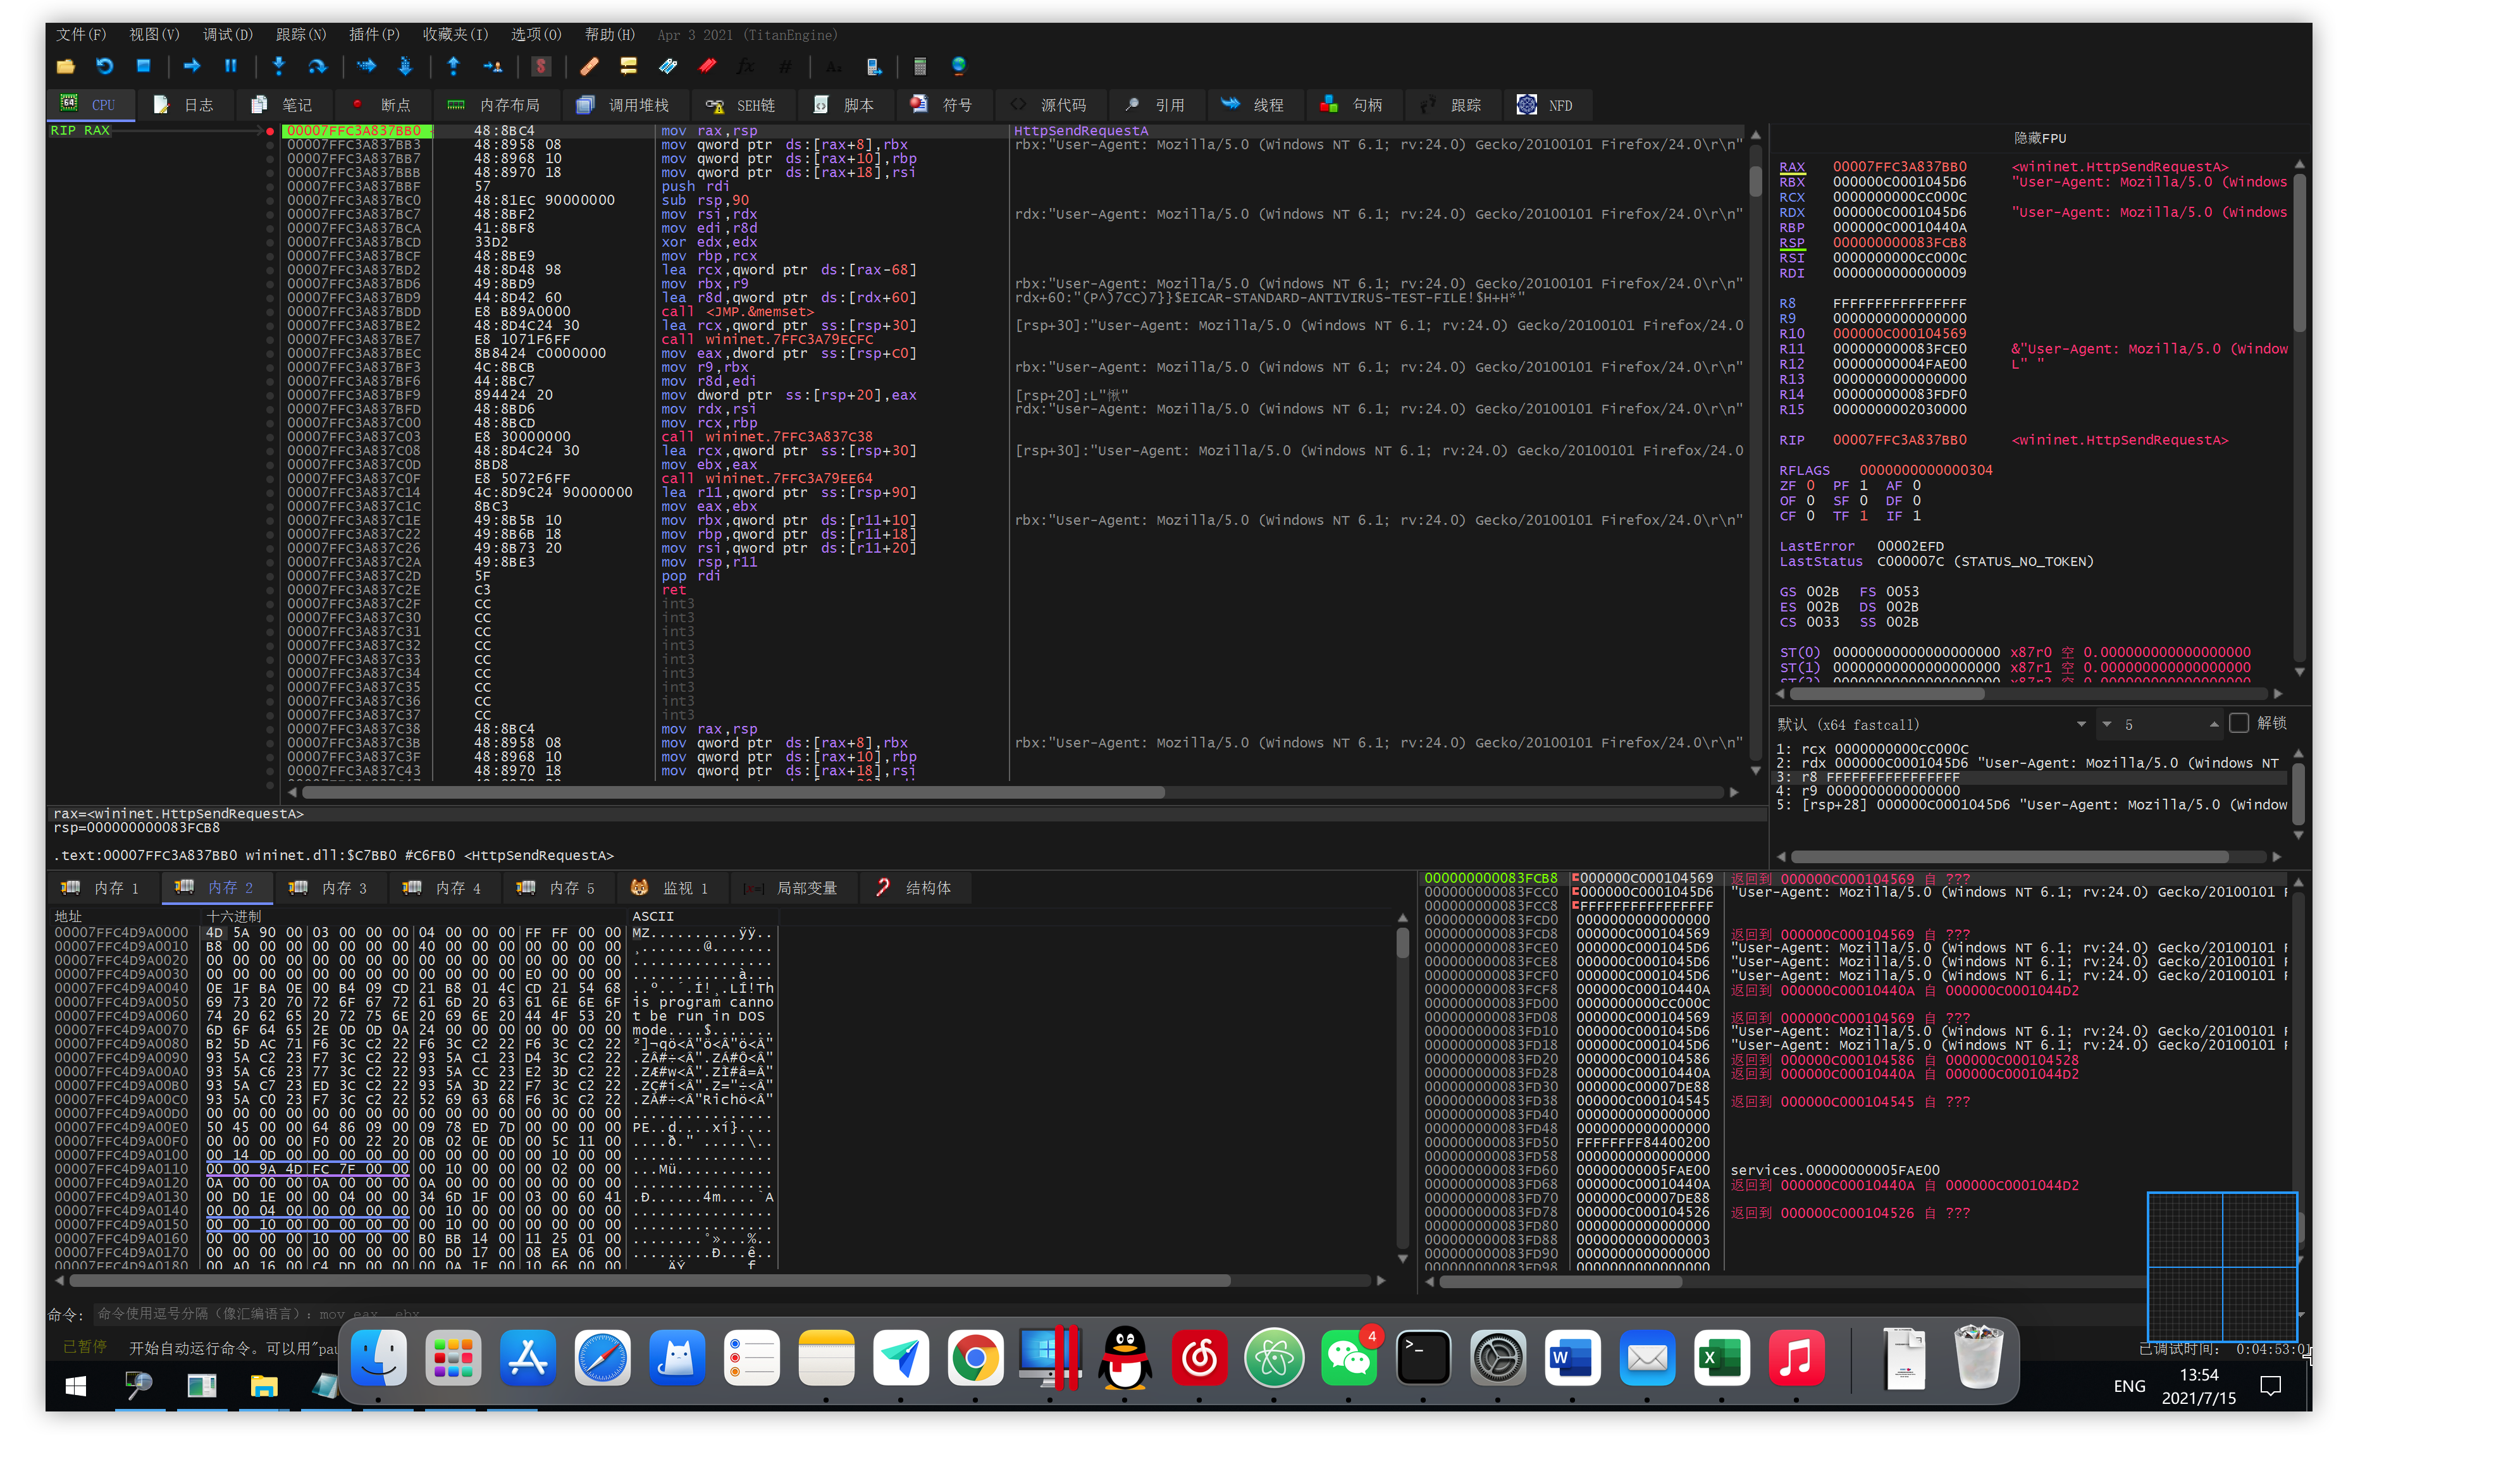 文件(F) 视图(V) 调试(D) 跟踪(N) 插件(P) 收藏夹(I) 选项(O) 帮助(H) Apr 3 2021 (TitanEngine)
CPU 日志 笔记 断点 内存布局 调用堆栈 SEH链 脚本 符号 源代码 引用 线程 句柄 跟踪 NFD
RIP RAX
00007FFC3A837BB0 48:8BC4 mov rax,rsp HttpSendRequestA
00007FFC3A837BB3 48:8958 08 mov qword ptr ds:[rax+8],rbx rbx:"User-Agent: Mozilla/5.0 (Windows NT 6.1; rv:24.0) Gecko/20100101 Firefox/24.0\r\n"
00007FFC3A837BB7 48:8968 10 mov qword ptr ds:[rax+10],rbp
00007FFC3A837BBB 48:8970 18 mov qword ptr ds:[rax+18],rsi
00007FFC3A837BBF 57 push rdi
00007FFC3A837BC0 48:81EC 90000000 sub rsp,90
00007FFC3A837BC7 48:8BF2 mov rsi,rdx rdx:"User-Agent: Mozilla/5.0 (Windows NT 6.1; rv:24.0) Gecko/20100101 Firefox/24.0\r\n"
00007FFC3A837BCA 41:8BF8 mov edi,r8d
00007FFC3A837BCD 33D2 xor edx,edx
00007FFC3A837BCF 48:8BE9 mov rbp,rcx
00007FFC3A837BD2 48:8D48 98 lea rcx,qword ptr ds:[rax-68]
00007FFC3A837BD6 49:8BD9 mov rbx,r9 rbx:"User-Agent: Mozilla/5.0 (Windows NT 6.1; rv:24.0) Gecko/20100101 Firefox/24.0\r\n"
00007FFC3A837BD9 44:8D42 60 lea r8d,qword ptr ds:[rdx+60] rdx+60:"(P^)7CC)7}}$EICAR-STANDARD-ANTIVIRUS-TEST-FILE!$H+H*"
00007FFC3A837BDD E8 B89A0000 call <JMP.&memset>
00007FFC3A837BE2 48:8D4C24 30 lea rcx,qword ptr ss:[rsp+30] [rsp+30]:"User-Agent: Mozilla/5.0 (Windows NT 6.1; rv:24.0) Gecko/20100101 Firefox/24.0
00007FFC3A837BE7 E8 1071F6FF call wininet.7FFC3A79ECFC
00007FFC3A837BEC 8B8424 C0000000 mov eax,dword ptr ss:[rsp+C0]
00007FFC3A837BF3 4C:8BCB mov r9,rbx rbx:"User-Agent: Mozilla/5.0 (Windows NT 6.1; rv:24.0) Gecko/20100101 Firefox/24.0\r\n"
00007FFC3A837BF6 44:8BC7 mov r8d,edi
00007FFC3A837BF9 894424 20 mov dword ptr ss:[rsp+20],eax [rsp+20]:L"
00007FFC3A837BFD 48:8BD6 mov rdx,rsi rdx:"User-Agent: Mozilla/5.0 (Windows NT 6.1; rv:24.0) Gecko/20100101 Firefox/24.0\r\n"
00007FFC3A837C00 48:8BCD mov rcx,rbp
00007FFC3A837C03 E8 30000000 call wininet.7FFC3A837C38
00007FFC3A837C08 48:8D4C24 30 lea rcx,qword ptr ss:[rsp+30] [rsp+30]:"User-Agent: Mozilla/5.0 (Windows NT 6.1; rv:24.0) Gecko/20100101 Firefox/24.0
00007FFC3A837C0D 8BD8 mov ebx,eax
00007FFC3A837C0F E8 5072F6FF call wininet.7FFC3A79EE64
00007FFC3A837C14 4C:8D9C24 90000000 lea r11,qword ptr ss:[rsp+90]
00007FFC3A837C1C 8BC3 mov eax,ebx
00007FFC3A837C1E 49:8B5B 10 mov rbx,qword ptr ds:[r11+10] rbx:"User-Agent: Mozilla/5.0 (Windows NT 6.1; rv:24.0) Gecko/20100101 Firefox/24.0\r\n"
00007FFC3A837C22 49:8B6B 18 mov rbp,qword ptr ds:[r11+18]
00007FFC3A837C26 49:8B73 20 mov rsi,qword ptr ds:[r11+20]
00007FFC3A837C2A 49:8BE3 mov rsp,r11
00007FFC3A837C2D 5F pop rdi
00007FFC3A837C2E C3 ret
00007FFC3A837C2F CC int3
00007FFC3A837C30 CC int3
00007FFC3A837C31 CC int3
00007FFC3A837C32 CC int3
00007FFC3A837C33 CC int3
00007FFC3A837C34 CC int3
00007FFC3A837C35 CC int3
00007FFC3A837C36 CC int3
00007FFC3A837C37 CC int3
00007FFC3A837C38 48:8BC4 mov rax,rsp
00007FFC3A837C3B 48:8958 08 mov qword ptr ds:[rax+8],rbx rbx:"User-Agent: Mozilla/5.0 (Windows NT 6.1; rv:24.0) Gecko/20100101 Firefox/24.0\r\n"
00007FFC3A837C3F 48:8968 10 mov qword ptr ds:[rax+10],rbp
00007FFC3A837C43 48:8970 18 mov qword ptr ds:[rax+18],rsi
隐藏FPU
RAX 00007FFC3A837BB0 <wininet.HttpSendRequestA>
RBX 000000C0001045D6 "User-Agent: Mozilla/5.0 (Windows
RCX 0000000000CC000C
RDX 000000C0001045D6 "User-Agent: Mozilla/5.0 (Windows
RBP 000000C00010440A
RSP 000000000083FCB8
RSI 0000000000CC000C
RDI 0000000000000009
R8 FFFFFFFFFFFFFFFF
R9 0000000000000000
R10 000000C000104569
R11 000000000083FCE0 &"User-Agent: Mozilla/5.0 (Window
R12 00000000004FAE00 L" "
R13 0000000000000000
R14 000000000083FDF0
R15 0000000002030000
RIP 00007FFC3A837BB0 <wininet.HttpSendRequestA>
RFLAGS 0000000000000304
ZF 0 PF 1 AF 0
OF 0 SF 0 DF 0
CF 0 TF 1 IF 1
LastError 00002EFD
LastStatus C000007C (STATUS_NO_TOKEN)
GS 002B FS 0053
ES 002B DS 002B
CS 0033 SS 002B
ST(0) 00000000000000000000 x87r0 空 0.000000000000000000
ST(1) 00000000000000000000 x87r1 空 0.000000000000000000
默认 (x64 fastcall) 5 解锁
1: rcx 0000000000CC000C
2: rdx 000000C0001045D6 "User-Agent: Mozilla/5.0 (Windows NT
3: r8 FFFFFFFFFFFFFFFF
4: r9 0000000000000000
5: [rsp+28] 000000C0001045D6 "User-Agent: Mozilla/5.0 (Window
rax=<wininet.HttpSendRequestA>
rsp=000000000083FCB8
.text:00007FFC3A837BB0 wininet.dll:$C7BB0 #C6FB0 <HttpSendRequestA>
内存 1 内存 2 内存 3 内存 4 内存 5 监视 1 局部变量 结构体
地址 十六进制 ASCII
00007FFC4D9A0000 4D 5A 90 00 03 00 00 00 04 00 00 00 FF FF 00 00 MZ..........ÿÿ..
00007FFC4D9A0010 B8 00 00 00 00 00 00 00 40 00 00 00 00 00 00 00 ¸.......@.......
00007FFC4D9A0020 00 00 00 00 00 00 00 00 00 00 00 00 00 00 00 00 ................
00007FFC4D9A0030 00 00 00 00 00 00 00 00 00 00 00 00 E0 00 00 00 ............à...
00007FFC4D9A0040 0E 1F BA 0E 00 B4 09 CD 21 B8 01 4C CD 21 54 68 ..º..´.Í!¸.LÍ!Th
00007FFC4D9A0050 69 73 20 70 72 6F 67 72 61 6D 20 63 61 6E 6E 6F is program canno
00007FFC4D9A0060 74 20 62 65 20 72 75 6E 20 69 6E 20 44 4F 53 20 t be run in DOS
00007FFC4D9A0070 6D 6F 64 65 2E 0D 0D 0A 24 00 00 00 00 00 00 00 mode....$.......
00007FFC4D9A0080 B2 5D AC 71 F6 3C C2 22 F6 3C C2 22 F6 3C C2 22 ²]¬qö<Â"ö<Â"ö<Â"
00007FFC4D9A0090 93 5A C2 23 F7 3C C2 22 93 5A C1 23 D4 3C C2 22 .ZÂ#÷<Â".ZÁ#Ô<Â"
00007FFC4D9A00A0 93 5A C6 23 77 3C C2 22 93 5A CC 23 E2 3D C2 22 .ZÆ#w<Â".ZÌ#â=Â"
00007FFC4D9A00B0 93 5A C7 23 ED 3C C2 22 93 5A 3D 22 F7 3C C2 22 .ZÇ#í<Â".Z="÷<Â"
00007FFC4D9A00C0 93 5A C0 23 F7 3C C2 22 52 69 63 68 F6 3C C2 22 .ZÀ#÷<Â"Richö<Â"
00007FFC4D9A00D0 00 00 00 00 00 00 00 00 00 00 00 00 00 00 00 00 ................
00007FFC4D9A00E0 50 45 00 00 64 86 09 00 09 78 ED 7D 00 00 00 00 PE..d....xí}....
00007FFC4D9A00F0 00 00 00 00 F0 00 22 20 0B 02 0E 0D 00 5C 11 00 ....ð." .....\..
00007FFC4D9A0100 00 14 0D 00 00 00 00 00 00 00 00 00 00 10 00 00 ................
00007FFC4D9A0110 00 00 9A 4D FC 7F 00 00 00 10 00 00 00 02 00 00 ...Mü...........
00007FFC4D9A0120 0A 00 00 00 0A 00 00 00 0A 00 00 00 00 00 00 00 ................
00007FFC4D9A0130 00 D0 1E 00 00 04 00 00 34 6D 1F 00 03 00 60 41 .Ð......4m....`A
00007FFC4D9A0140 00 00 04 00 00 00 00 00 00 10 00 00 00 00 00 00 ................
00007FFC4D9A0150 00 00 10 00 00 00 00 00 00 10 00 00 00 00 00 00 ................
00007FFC4D9A0160 00 00 00 00 10 00 00 00 B0 BB 14 00 11 25 01 00 ........°»...%..
00007FFC4D9A0170 00 00 00 00 00 00 00 00 00 D0 17 00 08 EA 06 00 .........Ð...ê..
00007FFC4D9A0180 00 A0 16 00 C4 DD 00 00 00 0A 1F 00 10 66 00 00
000000000083FCB8 000000C000104569 返回到 000000C000104569 自 ???
000000000083FCC0 000000C0001045D6 "User-Agent: Mozilla/5.0 (Windows NT 6.1; rv:24.0) Gecko/20100101 F
000000000083FCC8 FFFFFFFFFFFFFFFF
000000000083FCD0 0000000000000000
000000000083FCD8 000000C000104569 返回到 000000C000104569 自 ???
000000000083FCE0 000000C0001045D6 "User-Agent: Mozilla/5.0 (Windows NT 6.1; rv:24.0) Gecko/20100101 F
000000000083FCE8 000000C0001045D6 "User-Agent: Mozilla/5.0 (Windows NT 6.1; rv:24.0) Gecko/20100101 F
000000000083FCF0 000000C0001045D6 "User-Agent: Mozilla/5.0 (Windows NT 6.1; rv:24.0) Gecko/20100101 F
000000000083FCF8 000000C00010440A 返回到 000000C00010440A 自 000000C0001044D2
000000000083FD00 0000000000CC000C
000000000083FD08 000000C000104569 返回到 000000C000104569 自 ???
000000000083FD10 000000C0001045D6 "User-Agent: Mozilla/5.0 (Windows NT 6.1; rv:24.0) Gecko/20100101 F
000000000083FD18 000000C0001045D6 "User-Agent: Mozilla/5.0 (Windows NT 6.1; rv:24.0) Gecko/20100101 F
000000000083FD20 000000C000104586 返回到 000000C000104586 自 000000C000104528
000000000083FD28 000000C00010440A 返回到 000000C00010440A 自 000000C0001044D2
000000000083FD30 000000C00007DE88
000000000083FD38 000000C000104545 返回到 000000C000104545 自 ???
000000000083FD40 0000000000000000
000000000083FD48 0000000000000000
000000000083FD50 FFFFFFFF84400200
000000000083FD58 0000000000000000
000000000083FD60 00000000005FAE00 services.00000000005FAE00
000000000083FD68 000000C00010440A 返回到 000000C00010440A 自 000000C0001044D2
000000000083FD70 000000C00007DE88
000000000083FD78 000000C000104526 返回到 000000C000104526 自 ???
000000000083FD80 0000000000000000
000000000083FD88 0000000000000003
000000000083FD90 0000000000000000
000000000083FD98 0000000000000000
命令: 命令使用逗号分隔（像汇编语言）：mov eax, ebx
已暂停 开始自动运行命令。可以用"pau
已调试时间： 0:04:53:01
4
ENG
13:54
2021/7/15